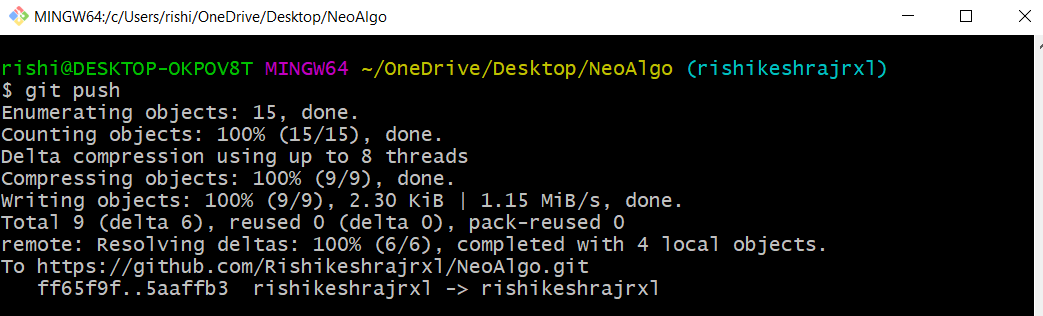 MINGW64:/c/Users/rishi/OneDrive/Desktop/NeoAlgo
rishi@DESKTOP-OKPOV8T MINGW64 ~/OneDrive/Desktop/NeoAlgo (rishikeshrajrxl)
$ git push
Enumerating objects: 15, done.
Counting objects: 100% (15/15), done.
Delta compression using up to 8 threads
Compressing objects: 100% (9/9), done.
Writing objects: 100% (9/9), 2.30 KiB | 1.15 MiB/s, done.
Total 9 (delta 6), reused 0 (delta 0), pack-reused 0
remote: Resolving deltas: 100% (6/6), completed with 4 local objects.
To https://github.com/Rishikeshrajrxl/NeoAlgo.git
   ff65f9f..5aaffb3  rishikeshrajrxl -> rishikeshrajrxl